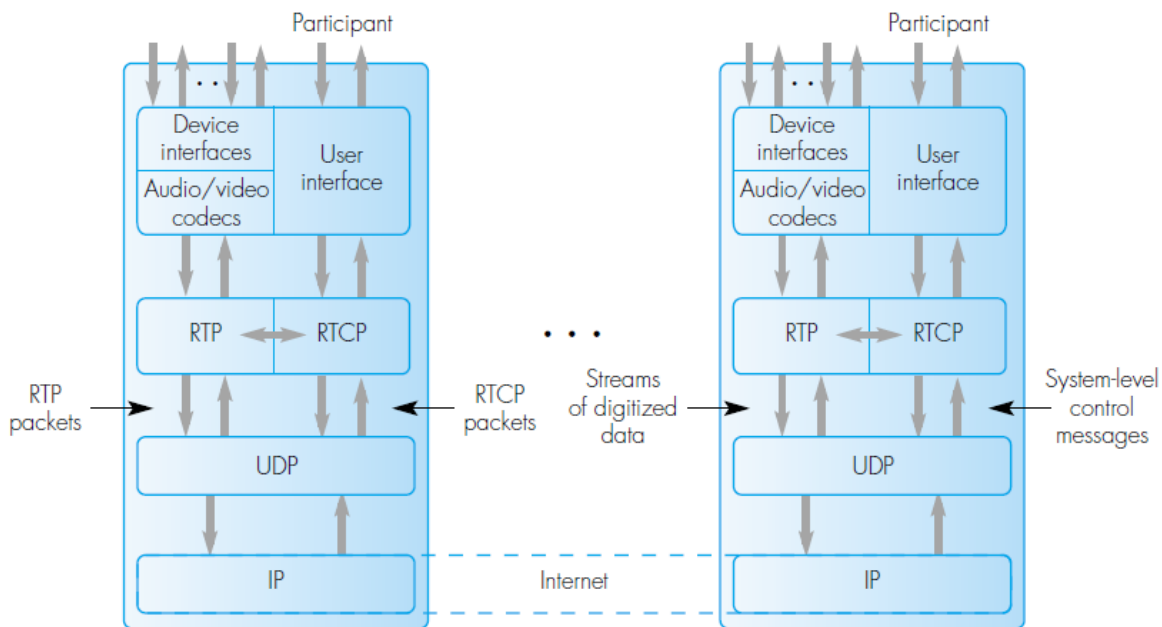 Participant
Participant
Device
interfaces
User
interface
Audio/video
codecs
Device
interfaces
User
interface
Audio/video
codecs
RTP
RTCP
RTP
RTCP
RTP
packets
RTCP
packets
Streams
of digitized
data
System-level
control
messages
UDP
UDP
IP
Internet
IP